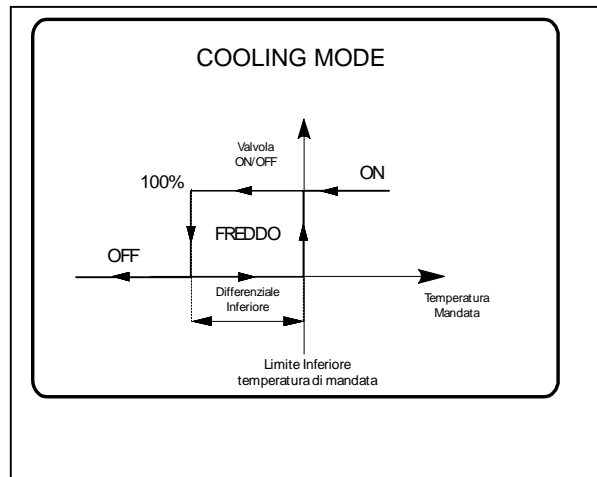 COOLING MODE
Valvola
ON/OFF
100%
ON
FREDDO
OFF
Differenziale
Inferiore
Temperatura
Mandata
Limite Inferiore
temperatura di mandata